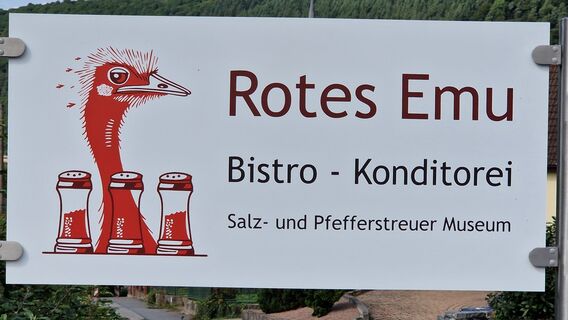 Rotes Emu
Bistro - Konditorei
Salz- und Pfefferstreuer Museum